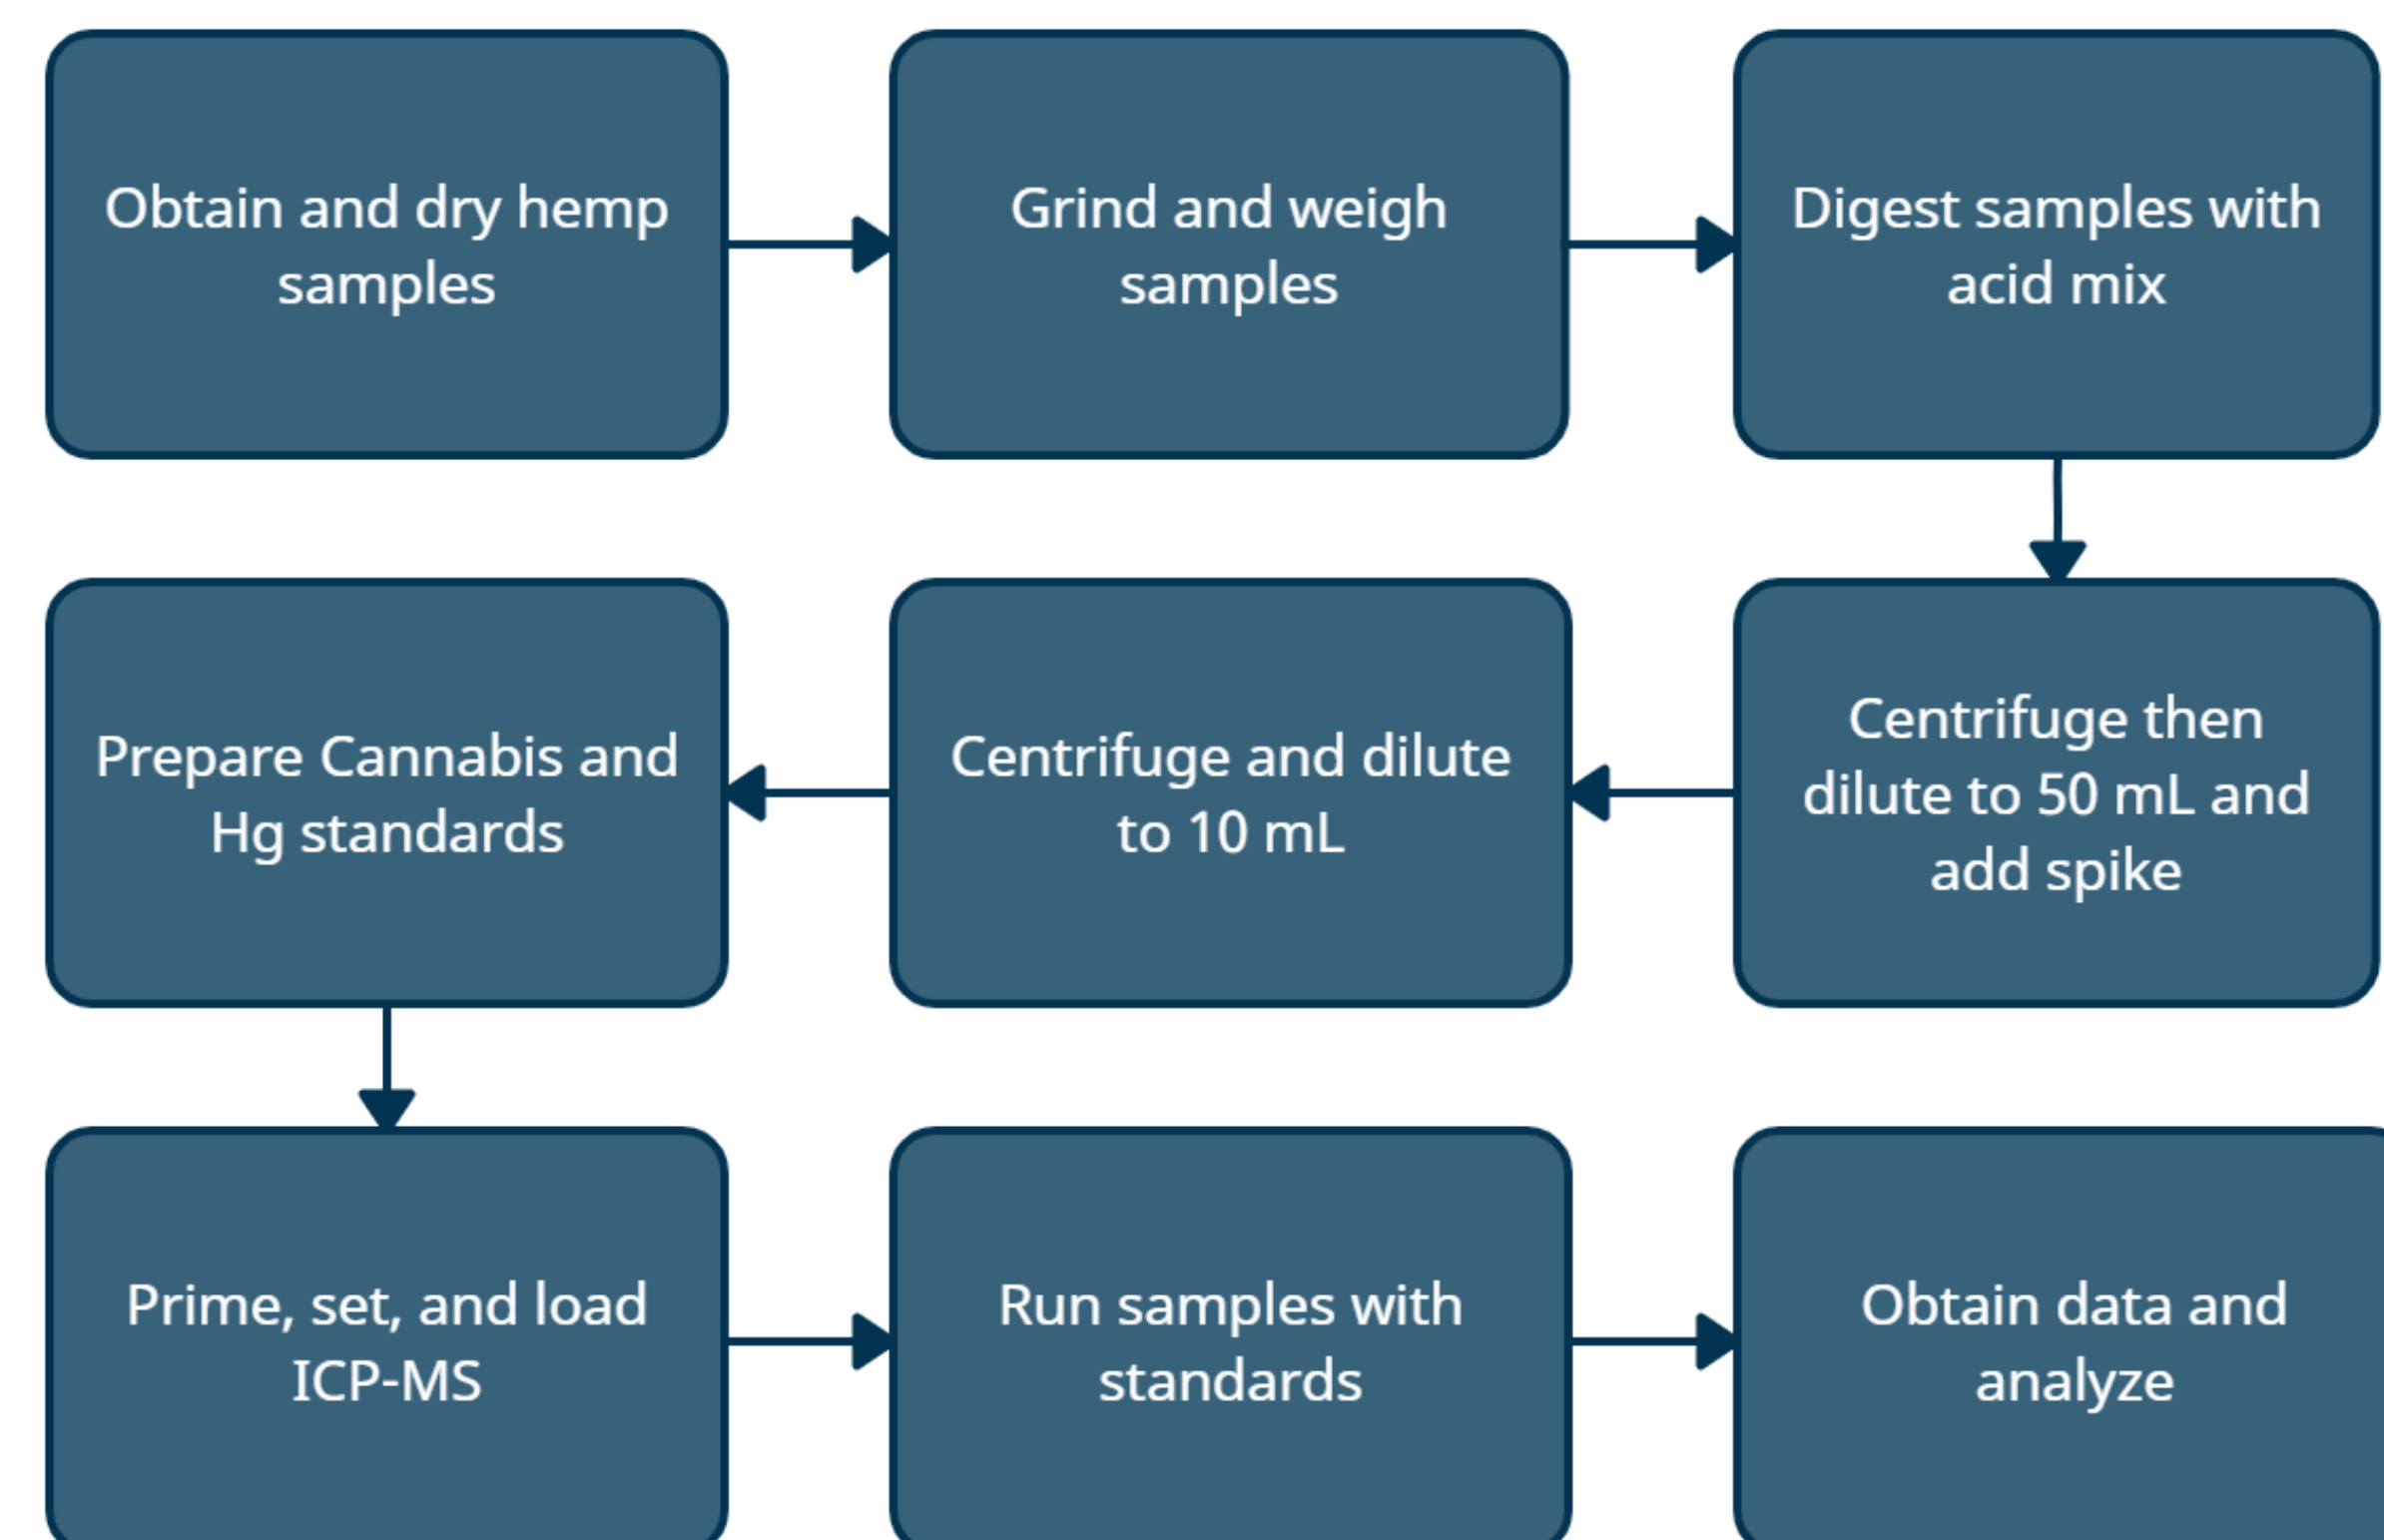 Obtain and dry hemp
samples
Grind and weigh
samples
Digest samples with
acid mix
Centrifuge then
dilute to 50 mL and
add spike
Centrifuge and dilute
to 10 mL
Prepare Cannabis and
Hg standards
Prime, set, and load
ICP-MS
Run samples with
standards
Obtain data and
analyze